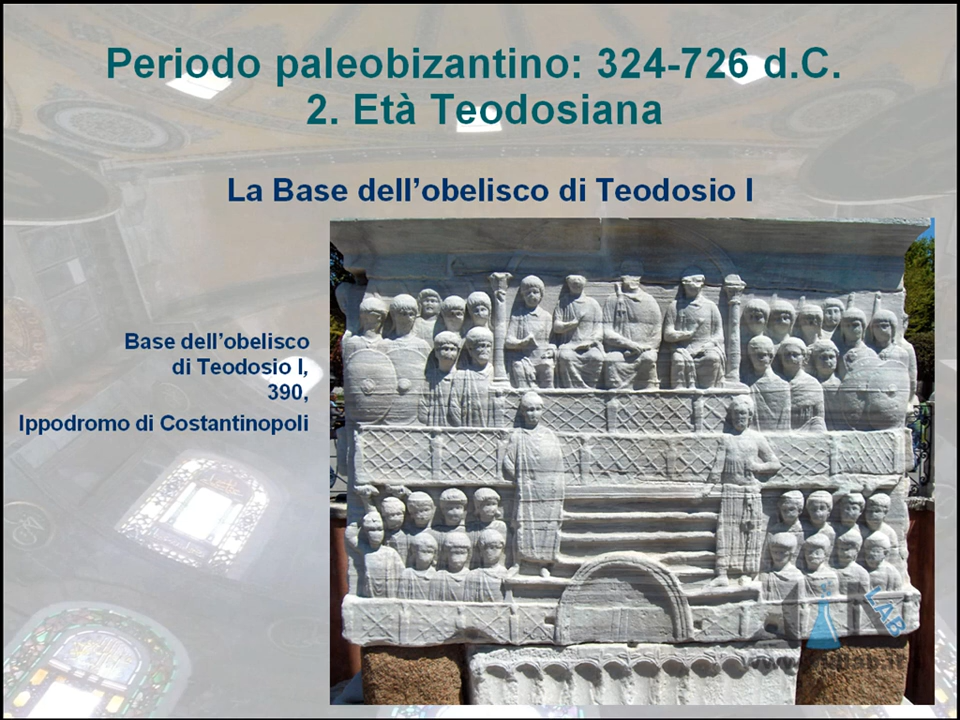 Periodo paleobizantino: 324-726 d.C.
2. Età Teodosiana
La Base dell’obelisco di Teodosio I
Base dell’obelisco
di Teodosio I,
390,
Ippodromo di Costantinopoli
LAB